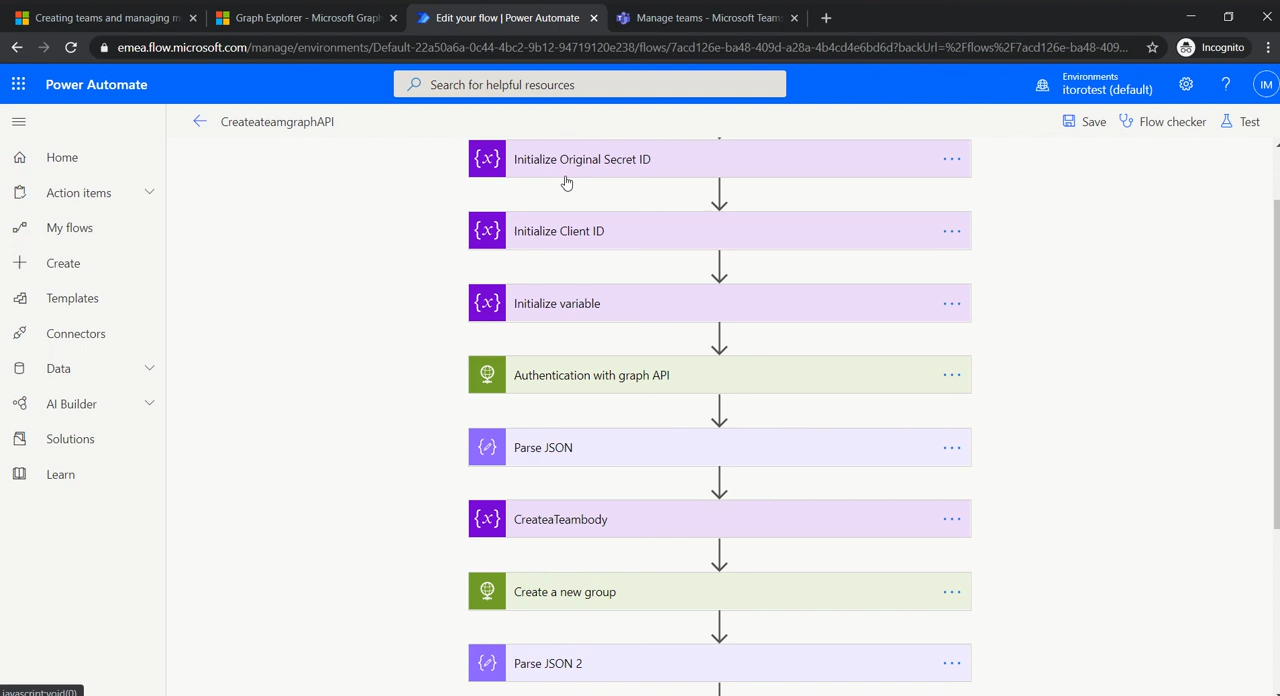 Creating teams and managing m
Graph Explorer - Microsoft Graph
Edit your flow | Power Automate
Manage teams - Microsoft Teams
emea.flow.microsoft.com/manage/environments/Default-22a50a6a-0c44-4bc2-9b12-94719120e238/flows/7acd126e-ba48-409d-a28a-4b4cd4e6bd6d?backUrl=%2Fflows%2F7acd126e-ba48-409...
Incognito
Power Automate
Search for helpful resources
Environments
itorotest (default)
?
IM
CreateateamgraphAPI
Save
Flow checker
Test
Home
Action items
My flows
Create
Templates
Connectors
Data
AI Builder
Solutions
Learn
{x} Initialize Original Secret ID ...
{x} Initialize Client ID ...
{x} Initialize variable ...
Authentication with graph API ...
Parse JSON ...
{x} CreateaTeambody ...
Create a new group ...
Parse JSON 2 ...
javascript:void(0)